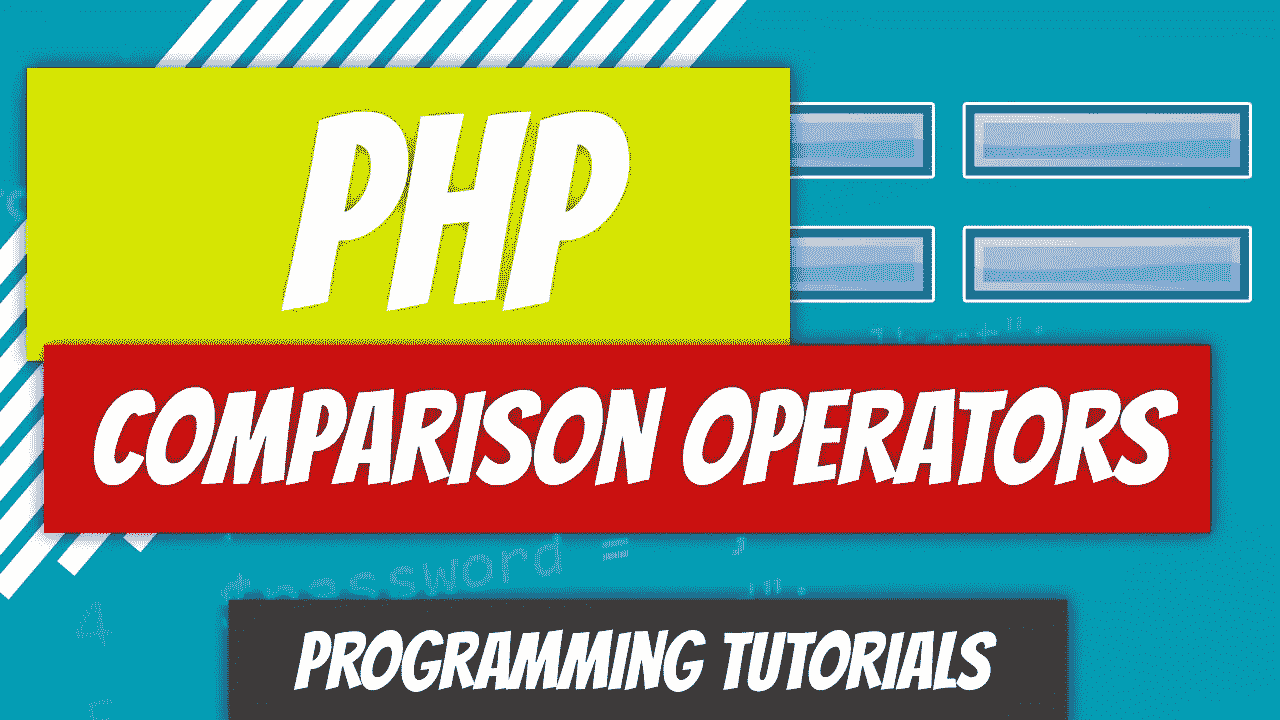 PHP
COMPARISON OPERATORS
$password =
4
PROGRAMMING TUTORIALS